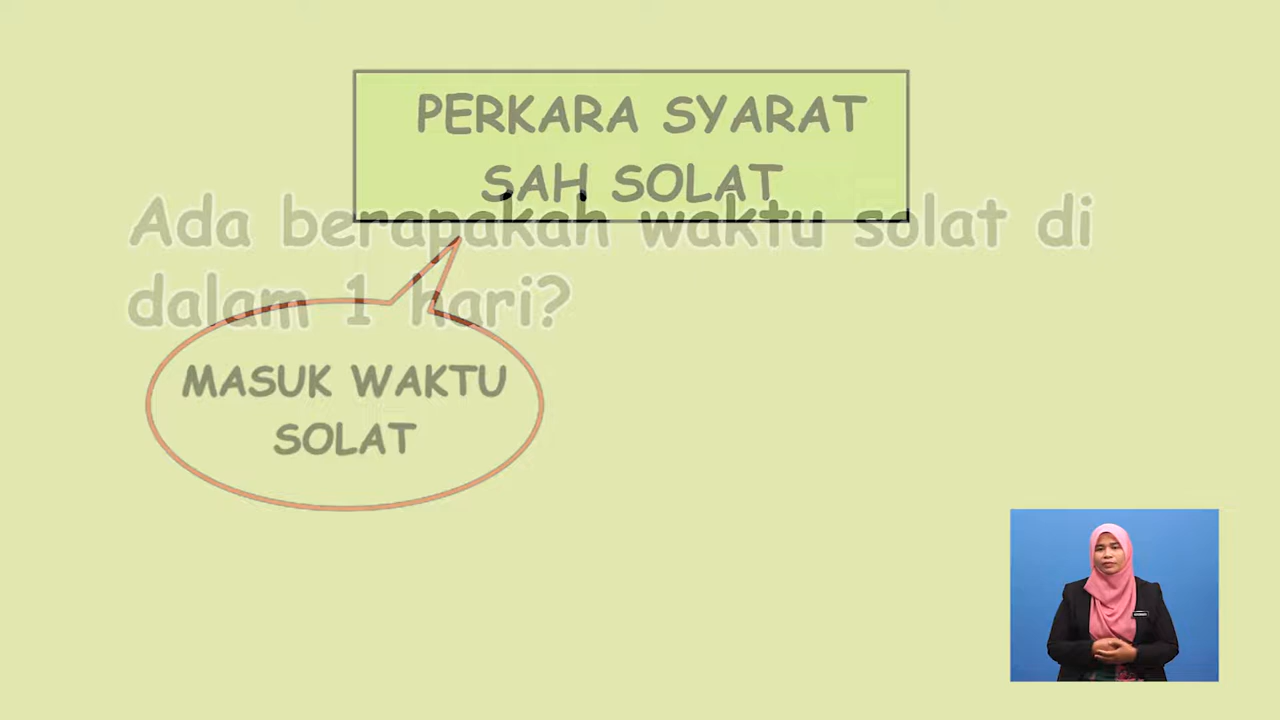 PERKARA SYARAT
SAH SOLAT
Ada berapakah waktu solat di
dalam 1 hari?
MASUK WAKTU
SOLAT